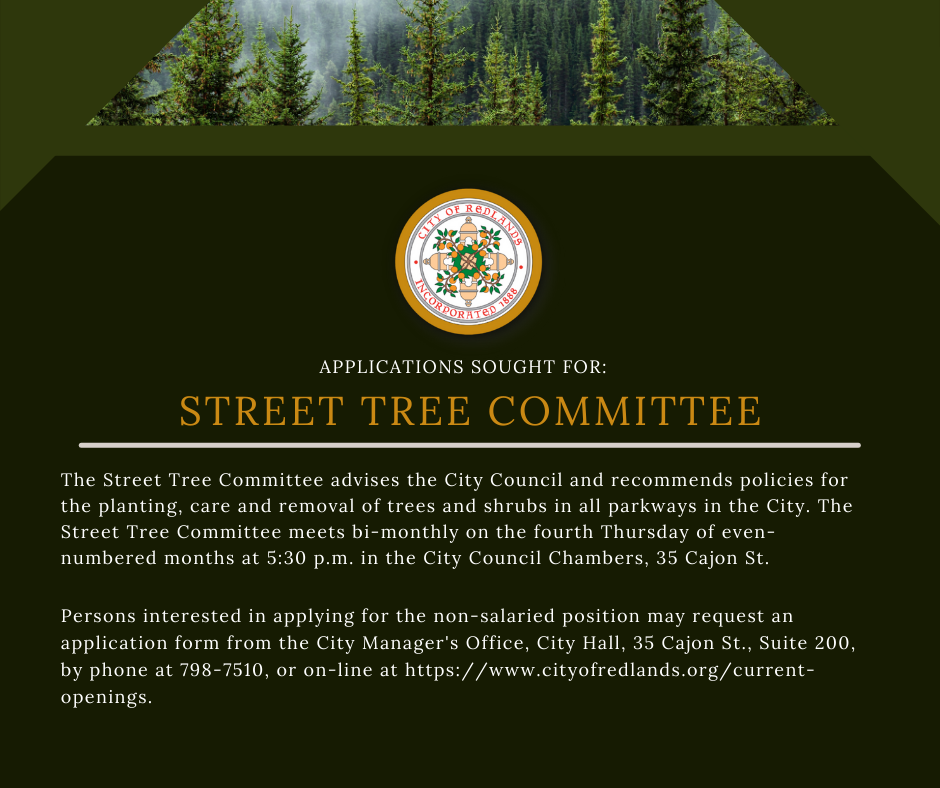 CITY OF REDLANDS
INCORPORATED 1888
APPLICATIONS SOUGHT FOR:
STREET TREE COMMITTEE
The Street Tree Committee advises the City Council and recommends policies for
the planting, care and removal of trees and shrubs in all parkways in the City. The
Street Tree Committee meets bi-monthly on the fourth Thursday of even-
numbered months at 5:30 p.m. in the City Council Chambers, 35 Cajon St.
Persons interested in applying for the non-salaried position may request an
application form from the City Manager's Office, City Hall, 35 Cajon St., Suite 200,
by phone at 798-7510, or on-line at https://www.cityofredlands.org/current-
openings.